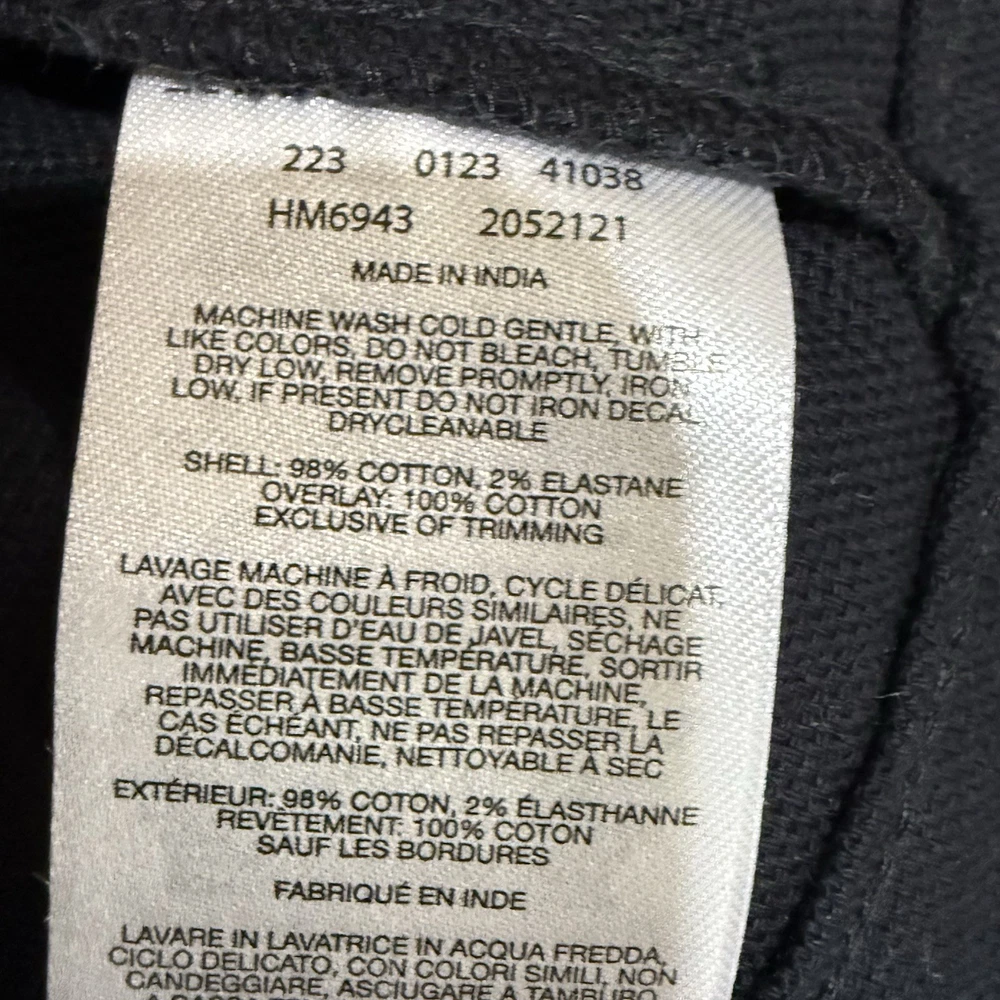 223 0123 41038
HM6943 2052121
MADE IN INDIA
MACHINE WASH COLD GENTLE, WITH
LIKE COLORS, DO NOT BLEACH, TUMBLE
DRY LOW, REMOVE PROMPTLY, IRON
LOW, IF PRESENT DO NOT IRON DECAL
DRYCLEANABLE
SHELL: 98% COTTON, 2% ELASTANE
OVERLAY: 100% COTTON
EXCLUSIVE OF TRIMMING
LAVAGE MACHINE À FROID, CYCLE DÉLICAT,
AVEC DES COULEURS SIMILAIRES, NE
PAS UTILISER D'EAU DE JAVEL, SÉCHAGE
MACHINE, BASSE TEMPÉRATURE, SORTIR
IMMÉDIATEMENT DE LA MACHINE,
REPASSER À BASSE TEMPÉRATURE, LE
CAS ÉCHÉANT, NE PAS REPASSER LA
DÉCALCOMANIE, NETTOYABLE À SEC
EXTÉRIEUR: 98% COTON, 2% ÉLASTHANNE
REVÊTEMENT: 100% COTON
SAUF LES BORDURES
FABRIQUÉ EN INDE
LAVARE IN LAVATRICE IN ACQUA FREDDA,
CICLO DELICATO, CON COLORI SIMILI, NON
CANDEGGIARE, ASCIUGARE A TAMBURO